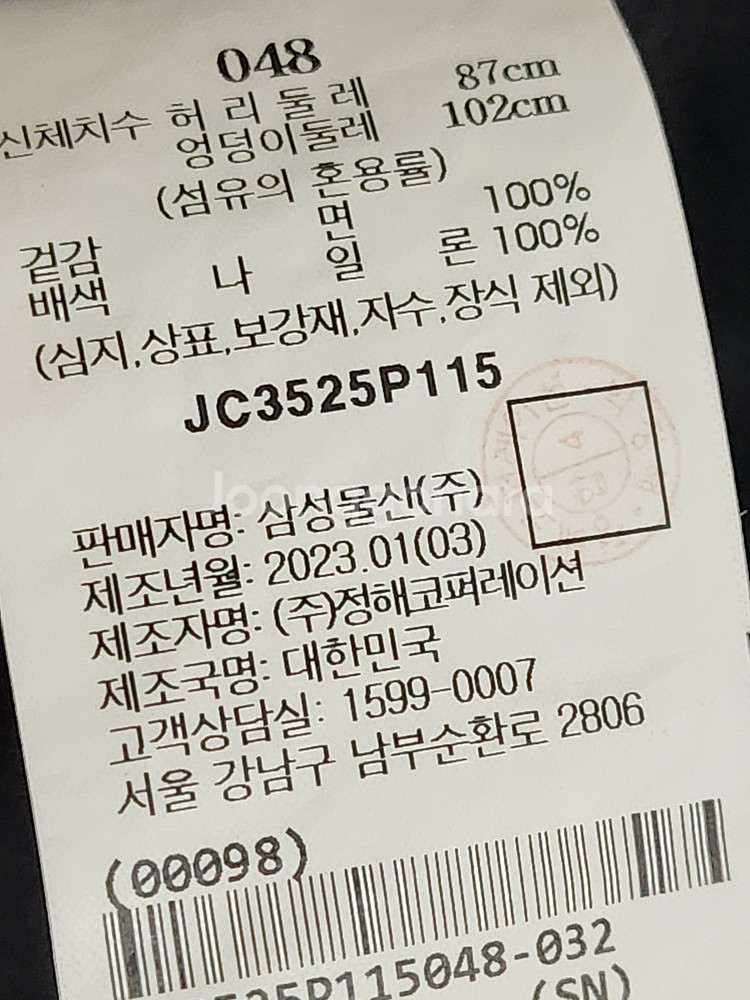 048
신체치수 허 리 둘 레 87cm
엉덩이둘레 102cm
(섬유의 혼용률)
겉감 면 100%
배색 나 일 론 100%
(심지,상표,보강재,자수,장식 제외)
JC3525P115
판매자명: 삼성물산(주)
제조년월: 2023.01(03)
제조자명: (주)정해코퍼레이션
제조국명: 대한민국
고객상담실: 1599-0007
서울 강남구 남부순환로 2806
(00098)
525P115048-032
(SN)